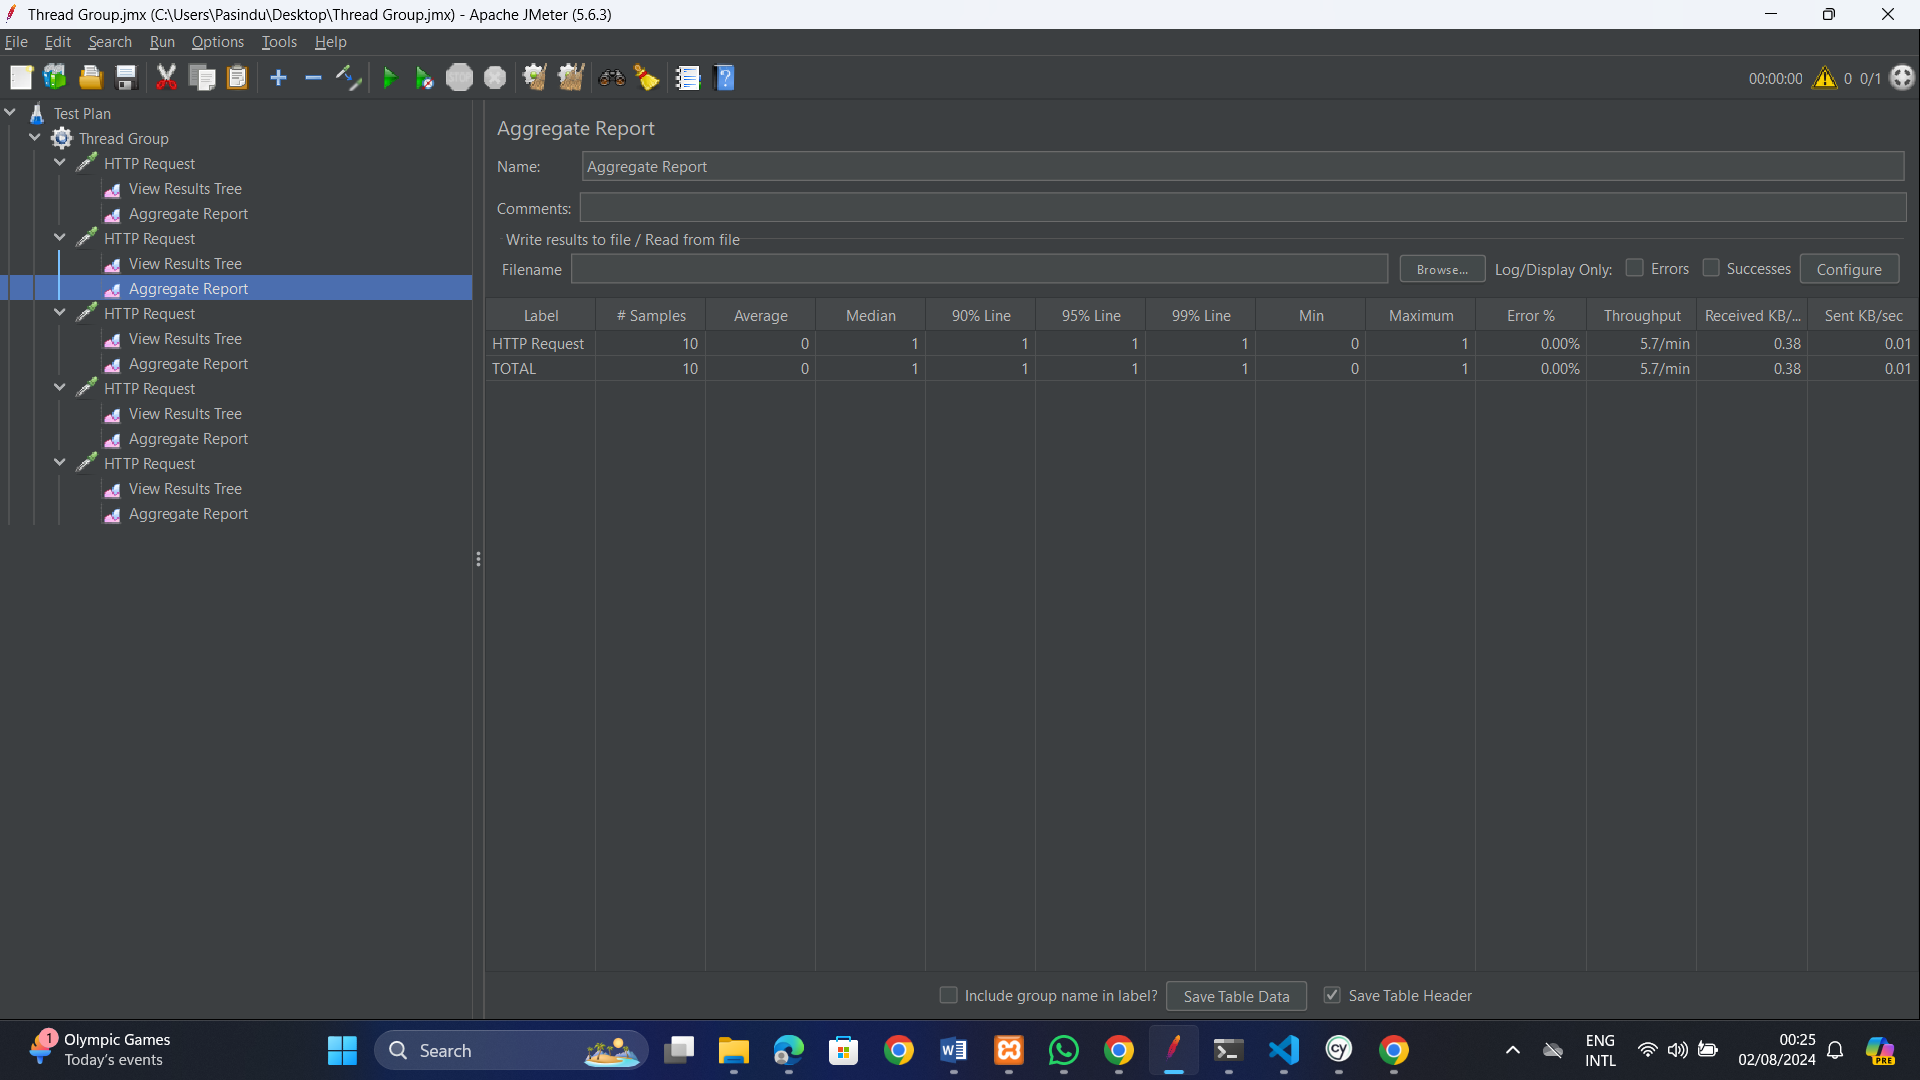 Thread Group.jmx (C:\Users\Pasindu\Desktop\Thread Group.jmx) - Apache JMeter (5.6.3)
File Edit Search Run Options Tools Help
STOP
00:00:00 0 0/1
Test Plan
Thread Group
HTTP Request
View Results Tree
Aggregate Report
HTTP Request
View Results Tree
Aggregate Report
HTTP Request
View Results Tree
Aggregate Report
HTTP Request
View Results Tree
Aggregate Report
HTTP Request
View Results Tree
Aggregate Report
Aggregate Report
Name: Aggregate Report
Comments:
Write results to file / Read from file
Filename Browse... Log/Display Only: Errors Successes Configure
Label # Samples Average Median 90% Line 95% Line 99% Line Min Maximum Error % Throughput Received KB/... Sent KB/sec
HTTP Request 10 0 1 1 1 1 0 1 0.00% 5.7/min 0.38 0.01
TOTAL 10 0 1 1 1 1 0 1 0.00% 5.7/min 0.38 0.01
Include group name in label? Save Table Data Save Table Header
1 Olympic Games
Today's events
Search
W
CY
ENG
INTL
00:25
02/08/2024
PRE